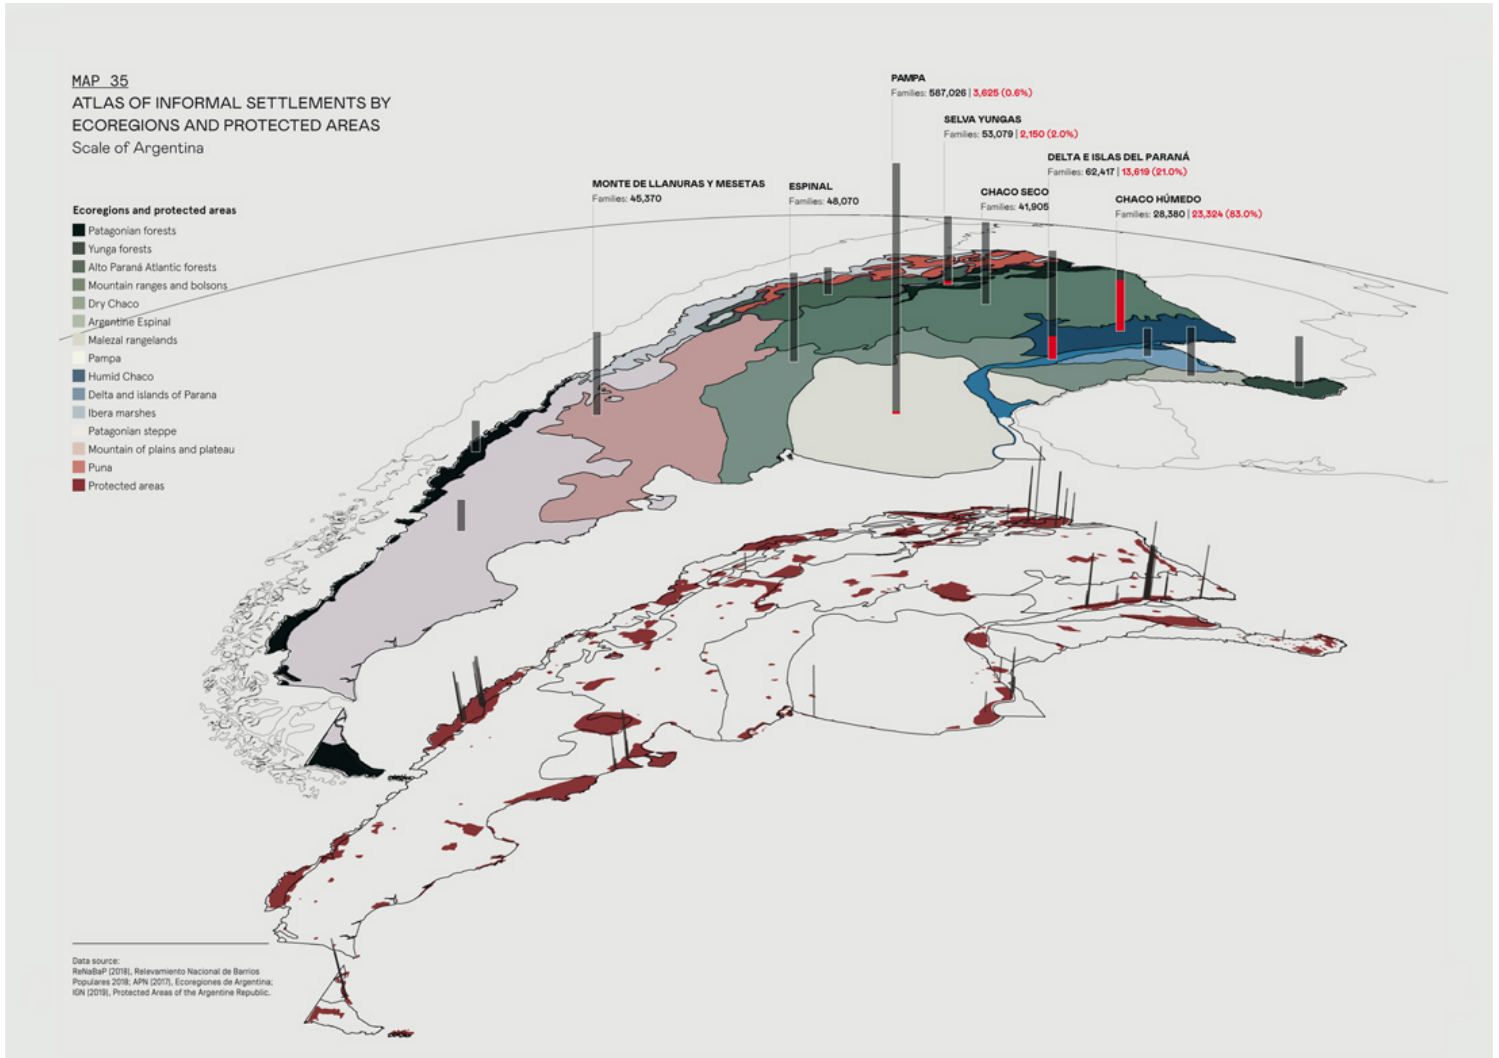 MAP 35
ATLAS OF INFORMAL SETTLEMENTS BY
ECOREGIONS AND PROTECTED AREAS
Scale of Argentina
PAMPA
Families: 587,026 | 3,625 (0.6%)
SELVA YUNGAS
Families: 53,079 | 2,150 (2.0%)
DELTA E ISLAS DEL PARANÁ
Families: 62,417 | 13,619 (21.0%)
MONTE DE LLANURAS Y MESETAS
Families: 45,370
ESPINAL
Families: 48,070
CHACO SECO
Families: 41,905
CHACO HÚMEDO
Families: 28,380 | 23,324 (83.0%)
Ecoregions and protected areas
Patagonian forests
Yunga forests
Alto Paraná Atlantic forests
Mountain ranges and bolsons
Dry Chaco
Argentine Espinal
Malezal rangelands
Pampa
Humid Chaco
Delta and islands of Parana
Ibera marshes
Patagonian steppe
Mountain of plains and plateau
Puna
Protected areas
Data source:
ReNaBaP (2018), Relevamiento Nacional de Barrios
Populares 2018; APN (2017), Ecoregiones de Argentina;
IGN (2019), Protected Areas of the Argentine Republic.